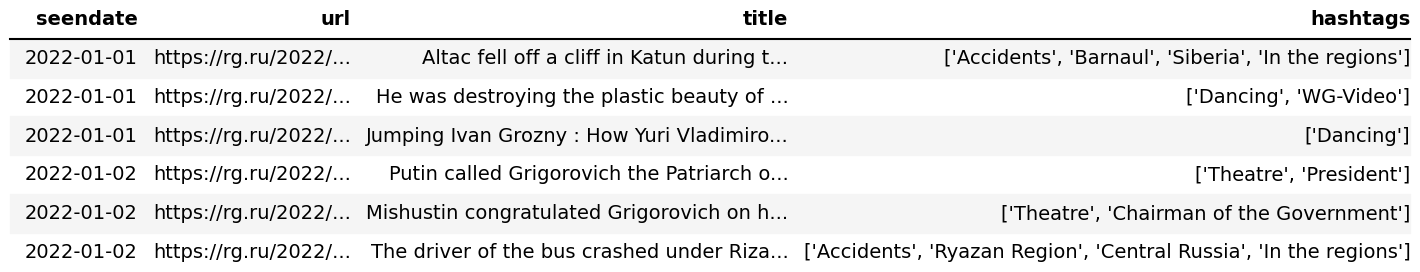 seendate url title hashtags
2022-01-01 https://rg.ru/2022/... Altac fell off a cliff in Katun during t... ['Accidents', 'Barnaul', 'Siberia', 'In the regions']
2022-01-01 https://rg.ru/2022/... He was destroying the plastic beauty of ... ['Dancing', 'WG-Video']
2022-01-01 https://rg.ru/2022/... Jumping Ivan Grozny : How Yuri Vladimiro... ['Dancing']
2022-01-02 https://rg.ru/2022/... Putin called Grigorovich the Patriarch o... ['Theatre', 'President']
2022-01-02 https://rg.ru/2022/... Mishustin congratulated Grigorovich on h... ['Theatre', 'Chairman of the Government']
2022-01-02 https://rg.ru/2022/... The driver of the bus crashed under Riza... ['Accidents', 'Ryazan Region', 'Central Russia', 'In the regions']